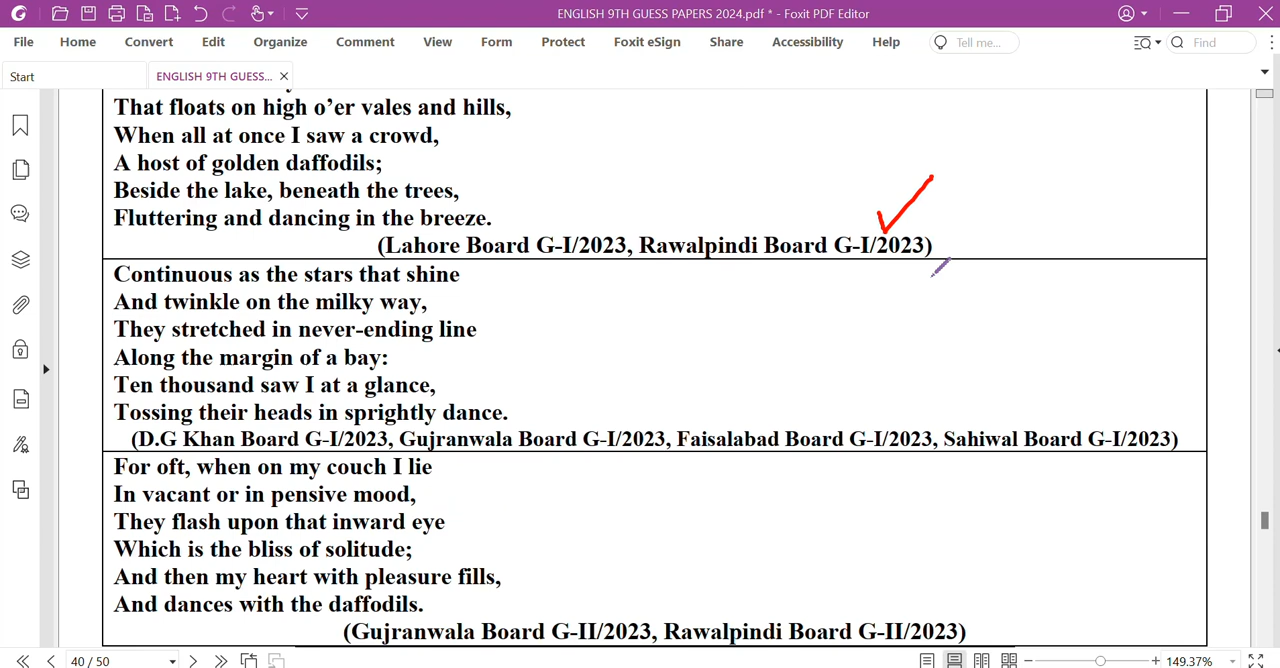 ENGLISH 9TH GUESS PAPERS 2024.pdf * - Foxit PDF Editor
File Home Convert Edit Organize Comment View Form Protect Foxit eSign Share Accessibility Help Tell me... Find
Start ENGLISH 9TH GUESS...
That floats on high o’er vales and hills,
When all at once I saw a crowd,
A host of golden daffodils;
Beside the lake, beneath the trees,
Fluttering and dancing in the breeze.
(Lahore Board G-I/2023, Rawalpindi Board G-I/2023)
Continuous as the stars that shine
And twinkle on the milky way,
They stretched in never-ending line
Along the margin of a bay:
Ten thousand saw I at a glance,
Tossing their heads in sprightly dance.
(D.G Khan Board G-I/2023, Gujranwala Board G-I/2023, Faisalabad Board G-I/2023, Sahiwal Board G-I/2023)
For oft, when on my couch I lie
In vacant or in pensive mood,
They flash upon that inward eye
Which is the bliss of solitude;
And then my heart with pleasure fills,
And dances with the daffodils.
(Gujranwala Board G-II/2023, Rawalpindi Board G-II/2023)
40 / 50 149.37%